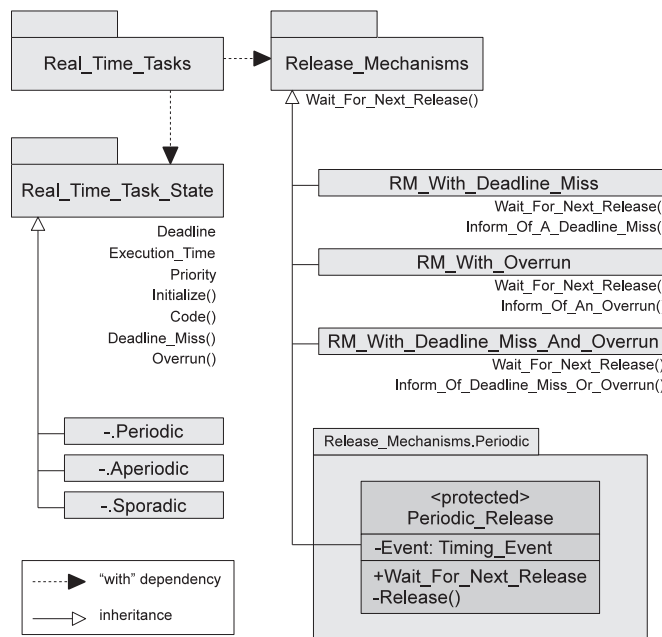 Real_Time_Tasks
Release_Mechanisms
Wait_For_Next_Release()
Real_Time_Task_State
Deadline
Execution_Time
Priority
Initialize()
Code()
Deadline_Miss()
Overrun()
-.Periodic
-.Aperiodic
-.Sporadic
RM_With_Deadline_Miss
Wait_For_Next_Release(
Inform_Of_A_Deadline_Miss(
RM_With_Overrun
Wait_For_Next_Release(
Inform_Of_An_Overrun(
RM_With_Deadline_Miss_And_Overrun
Wait_For_Next_Release()
Inform_Of_Deadline_Miss_Or_Overrun()
Release_Mechanisms.Periodic
<protected>
Periodic_Release
-Event: Timing_Event
+Wait_For_Next_Release
-Release()
“with” dependency
inheritance